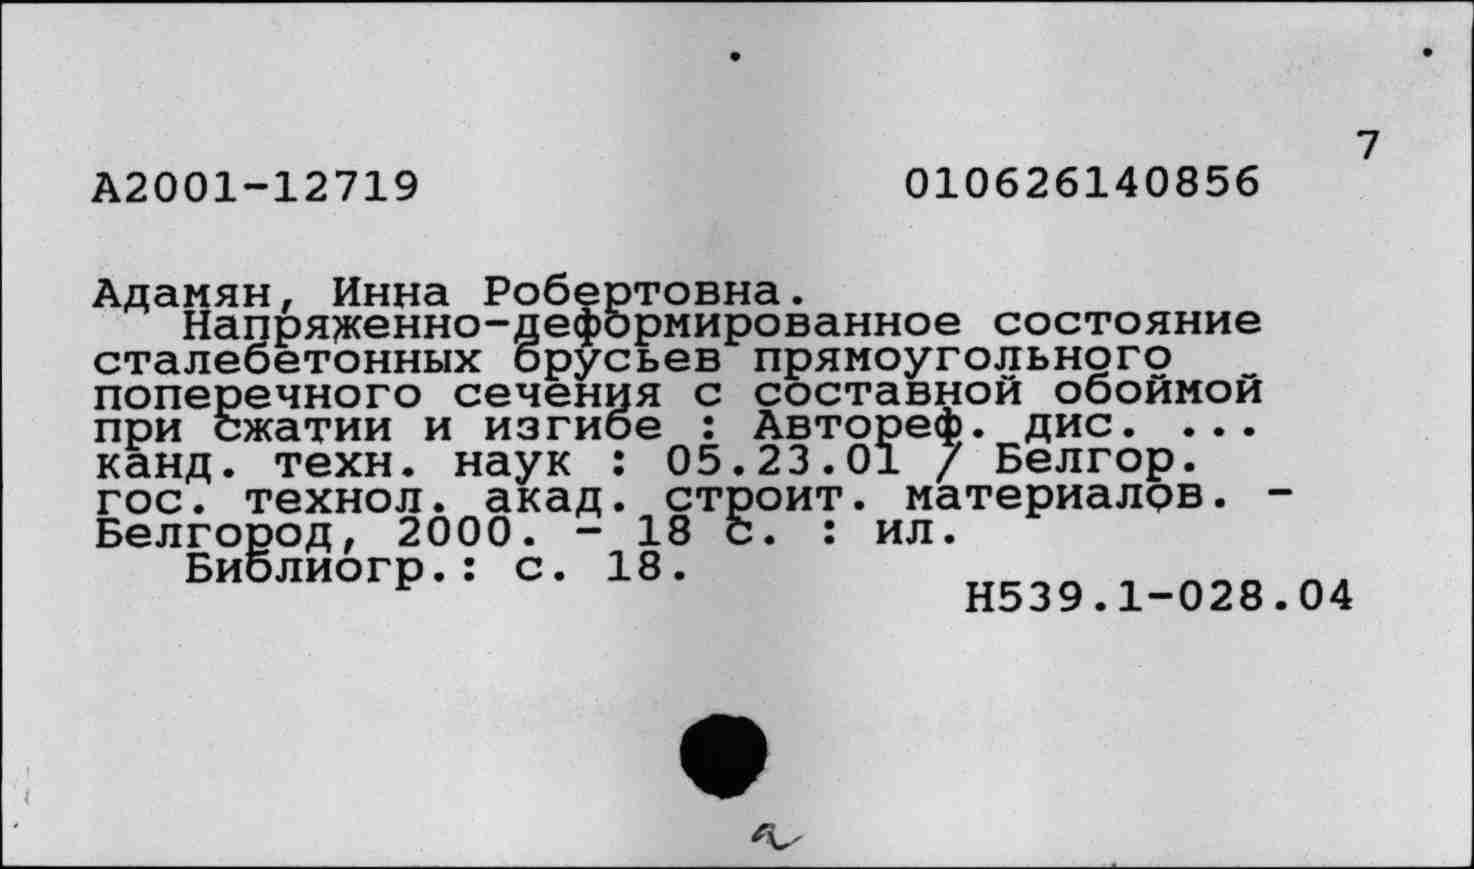 7
А2001-12719 010626140856
Адамян, Инна Робертовна.
Напряженно-деформированное состояние
сталебетонных брусьев прямоугольного
поперечного сечения с составной обоймой
при сжатии и изгибе : Автореф. дис. ...
канд. техн. наук : 05.23.01 / Белгор.
гос. технол. акад. строит. материалов. -
Белгород, 2000. - 18 с. : ил.
Библиогр.: с. 18.
Н539.1-028.04